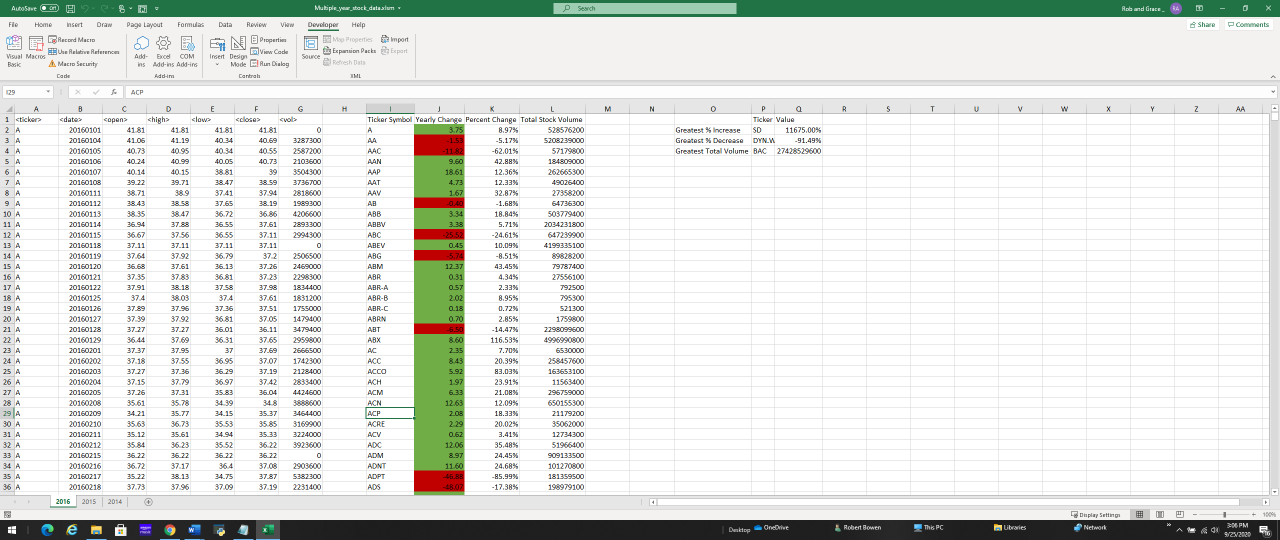 AutoSave Off Multiple_year_stock_data.xlsm Search Rob and Grace _ RA
File Home Insert Draw Page Layout Formulas Data Review View Developer Help Share Comments
Visual Basic Macros Record Macro Use Relative References Macro Security Add-ins Excel Add-ins COM Add-ins Insert Design Mode Properties View Code Run Dialog Source Map Properties Expansion Packs Refresh Data Import Export
Code Add-ins Controls XML
I29 fx ACP
A B C D E F G H I J K L M N O P Q R S T U V W X Y Z AA
1 <ticker> <date> <open> <high> <low> <close> <vol> Ticker Symbol Yearly Change Percent Change Total Stock Volume Ticker Value
2 A 20160101 41.81 41.81 41.81 41.81 0 A 3.75 8.97% 528576200 Greatest % Increase SD 11675.00%
3 A 20160104 41.06 41.19 40.34 40.69 3287300 AA -5.17% 5208239000 Greatest % Decrease DYN.W -91.49%
4 A 20160105 40.73 40.95 40.34 40.55 2587200 AAC -62.01% 57179800 Greatest Total Volume BAC 27428529600
5 A 20160106 40.24 40.99 40.05 40.73 2103600 AAN 9.60 42.88% 184809000
6 A 20160107 40.14 40.15 38.81 39 3504300 AAP 18.61 12.36% 262665300
7 A 20160108 39.22 39.71 38.47 38.59 3736700 AAT 4.73 12.33% 49026400
8 A 20160111 38.71 38.9 37.41 37.94 2818600 AAV 1.67 32.87% 27358200
9 A 20160112 38.43 38.58 37.65 38.19 1989300 AB -0.40 -1.68% 64736300
10 A 20160113 38.35 38.47 36.72 36.86 4206600 ABB 3.34 18.84% 503779400
11 A 20160114 36.94 37.88 36.55 37.61 2893300 ABBV 3.38 5.71% 2034231800
12 A 20160115 36.67 37.56 36.55 37.11 2994300 ABC -24.61% 647239900
13 A 20160118 37.11 37.11 37.11 37.11 0 ABEV 0.45 10.09% 4199335100
14 A 20160119 37.64 37.92 36.79 37.2 2506500 ABG -8.51% 89828200
15 A 20160120 36.68 37.61 36.13 37.26 2469000 ABM 12.37 43.45% 79787400
16 A 20160121 37.35 37.83 36.81 37.23 2298300 ABR 0.31 4.34% 27556100
17 A 20160122 37.91 38.18 37.58 37.98 1834400 ABR-A 0.57 2.33% 792500
18 A 20160125 37.4 38.03 37.4 37.61 1831200 ABR-B 2.02 8.95% 795300
19 A 20160126 37.89 37.96 37.36 37.51 1755000 ABR-C 0.18 0.72% 521300
20 A 20160127 37.39 37.92 36.81 37.05 1479400 ABRN 0.70 2.85% 1759800
21 A 20160128 37.27 37.27 36.01 36.11 3479400 ABT -6.50 -14.47% 2298099600
22 A 20160129 36.44 37.69 36.31 37.65 2959800 ABX 8.60 116.53% 4996990800
23 A 20160201 37.37 37.95 37 37.69 2666500 AC 2.35 7.70% 6530000
24 A 20160202 37.18 37.55 36.95 37.07 1742300 ACC 8.43 20.39% 258457600
25 A 20160203 37.27 37.36 36.29 37.19 2128400 ACCO 5.92 83.03% 163653100
26 A 20160204 37.15 37.79 36.97 37.42 2833400 ACH 1.97 23.91% 11563400
27 A 20160205 37.26 37.31 35.83 36.04 4424600 ACM 6.33 21.08% 296759000
28 A 20160208 35.61 35.78 34.39 34.8 3888600 ACN 12.63 12.09% 650155300
29 A 20160209 34.21 35.77 34.15 35.37 3464400 ACP 2.08 18.33% 21179200
30 A 20160210 35.63 36.73 35.53 35.85 3169900 ACRE 2.29 20.02% 35062000
31 A 20160211 35.12 35.61 34.94 35.33 3224000 ACV 0.62 3.41% 12734300
32 A 20160212 35.84 36.23 35.52 36.22 3923600 ADC 12.06 35.48% 51966400
33 A 20160215 36.22 36.22 36.22 36.22 0 ADM 8.97 24.45% 909133500
34 A 20160216 36.72 37.17 36.4 37.08 2903600 ADNT 11.60 24.68% 101270800
35 A 20160217 35.22 38.13 34.75 37.87 5382300 ADPT -85.99% 181359500
36 A 20160218 37.73 37.96 37.09 37.19 2231400 ADS -17.38% 198979100
2016 2015 2014
Display Settings 100%
Desktop OneDrive Robert Bowen This PC Libraries Network 3:06 PM
9/25/2020